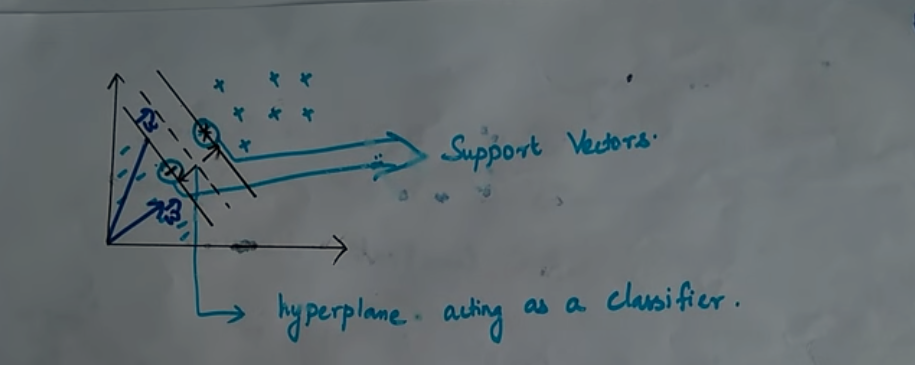 Support Vectors.
hyperplane. acting as a classifier.